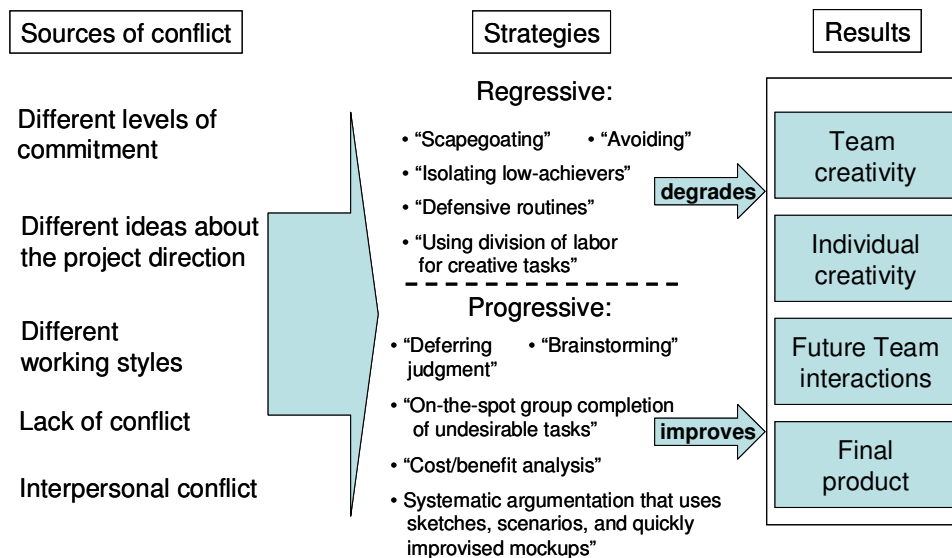 Sources of conflict
Different levels of
commitment
Different ideas about
the project direction
Different
working styles
Lack of conflict
Interpersonal conflict
Strategies
Regressive:
• “Scapegoating” • “Avoiding”
• “Isolating low-achievers”
• “Defensive routines”
• “Using division of labor
for creative tasks”
Progressive:
• “Deferring • “Brainstorming”
judgment”
• “On-the-spot group completion
of undesirable tasks”
• “Cost/benefit analysis”
• Systematic argumentation that uses
sketches, scenarios, and quickly
improvised mockups”
degrades
improves
Results
Team
creativity
Individual
creativity
Future Team
interactions
Final
product